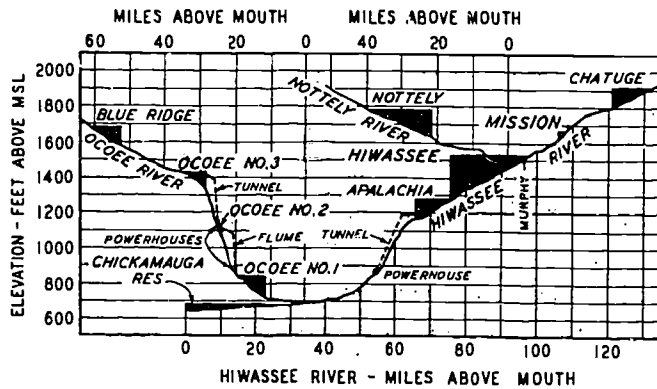 MILES ABOVE MOUTH MILES ABOVE MOUTH
60 40 20 0 60 40 20 0
2000
1800
1600
1400
1200
1000
800
600
ELEVATION - FEET ABOVE MSL
CHATUGE
NOTTELY
NOTTELY RIVER
BLUE RIDGE
MISSION
OCOEE RIVER
RIVER
OCOEE NO.3
HIWASSEE
TUNNEL
APALACHIA
HIWASSEE
MURPHY
OCOEE NO.2
POWERHOUSES
FLUME
TUNNEL
CHICKAMAUGA
RES
OCOEE NO.1
POWERHOUSE
0 20 40 60 80 100 120
HIWASSEE RIVER - MILES ABOVE MOUTH